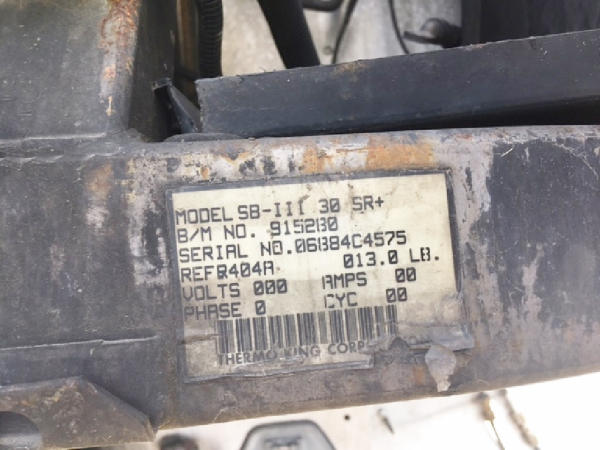 MODEL SB-III 30 SR+
B/M NO. 915280
SERIAL NO. 06884C4575
REFR404A 013.0 LB.
VOLTS 000 AMPS 00
PHASE 0 CYC 00
THERMO KING CORP